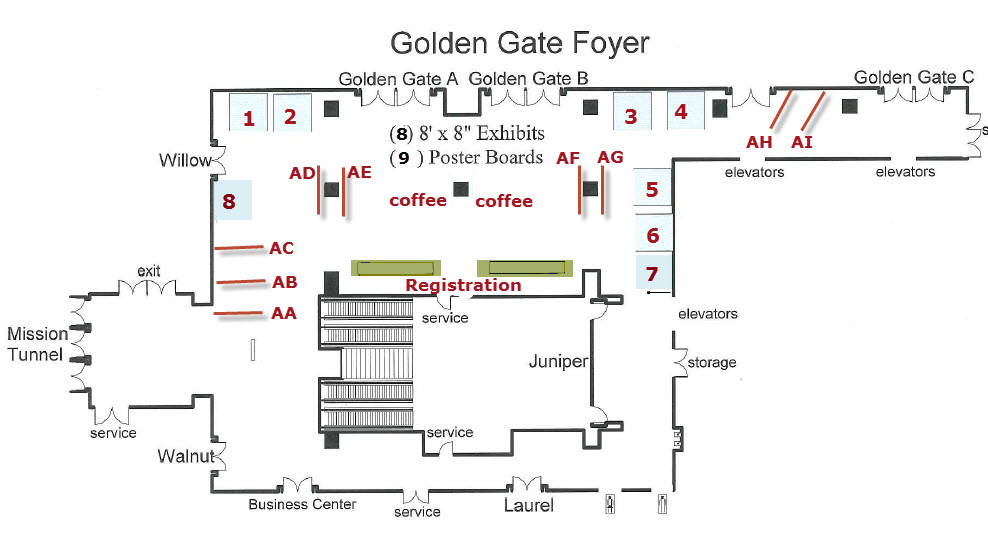 Golden Gate Foyer
Golden Gate A
Golden Gate B
Golden Gate C
1
2
3
4
(8) 8' x 8" Exhibits
(9) Poster Boards
AH
AI
s
Willow
elevators
elevators
AD
AE
AF
AG
5
8
coffee
coffee
6
AC
7
exit
AB
Registration
AA
service
elevators
Mission
Tunnel
Juniper
storage
service
service
Walnut
Business Center
service
Laurel